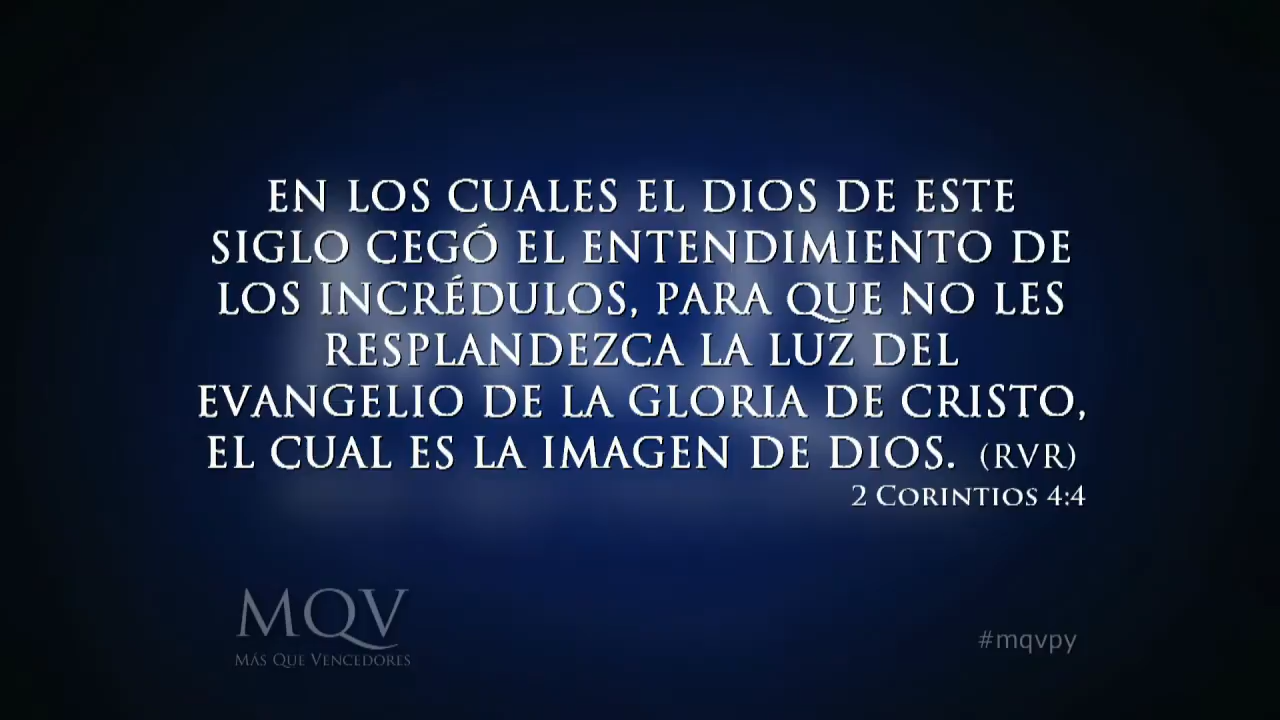 EN LOS CUALES EL DIOS DE ESTE
SIGLO CEGÓ EL ENTENDIMIENTO DE
LOS INCRÉDULOS, PARA QUE NO LES
RESPLANDEZCA LA LUZ DEL
EVANGELIO DE LA GLORIA DE CRISTO,
EL CUAL ES LA IMAGEN DE DIOS. (RVR)
2 CORINTIOS 4:4
MQV
MÁS QUE VENCEDORES
#mqvpy